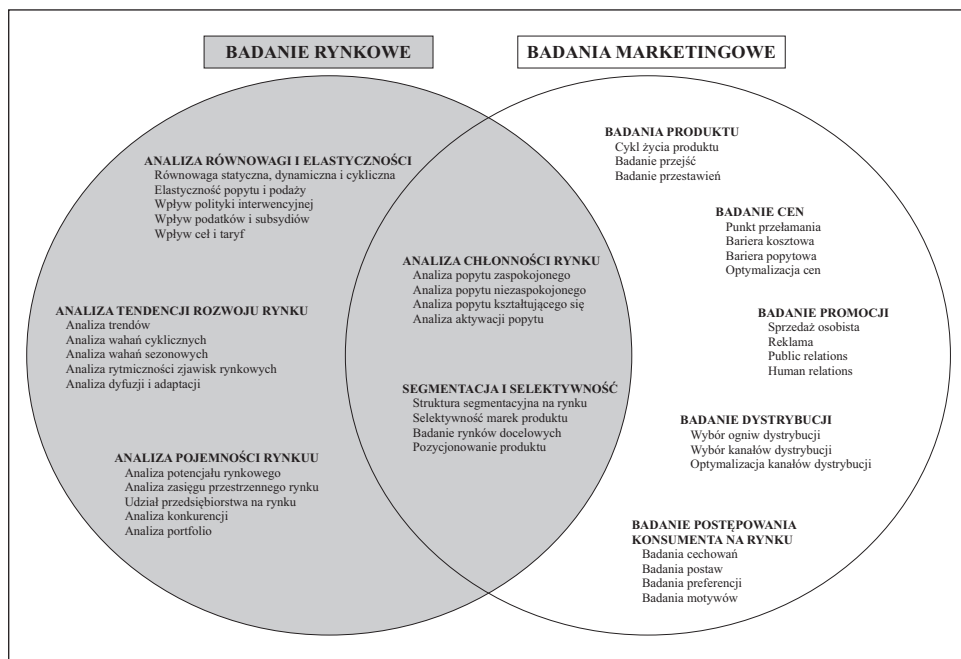 BADANIE RYNKOWE
BADANIA MARKETINGOWE
ANALIZA RÓWNOWAGI I ELASTYCZNOŚCI
Równowaga statyczna, dynamiczna i cykliczna
Elastyczność popytu i podaży
Wpływ polityki interwencyjnej
Wpływ podatków i subsydiów
Wpływ ceł i taryf
ANALIZA TENDENCJI ROZWOJU RYNKU
Analiza trendów
Analiza wahań cyklicznych
Analiza wahań sezonowych
Analiza rytmiczności zjawisk rynkowych
Analiza dyfuzji i adaptacji
ANALIZA POJEMNOŚCI RYNKUU
Analiza potencjału rynkowego
Analiza zasięgu przestrzennego rynku
Udział przedsiębiorstwa na rynku
Analiza konkurencji
Analiza portfolio
ANALIZA CHŁONNOŚCI RYNKU
Analiza popytu zaspokojonego
Analiza popytu niezaspokojonego
Analiza popytu kształtującego się
Analiza aktywacji popytu
SEGMENTACJA I SELEKTYWNOŚĆ
Struktura segmentacyjna na rynku
Selektywność marek produktu
Badanie rynków docelowych
Pozycjonowanie produktu
BADANIA PRODUKTU
Cykl życia produktu
Badanie przejść
Badanie przestawień
BADANIE CEN
Punkt przełamania
Bariera kosztowa
Bariera popytowa
Optymalizacja cen
BADANIE PROMOCJI
Sprzedaż osobista
Reklama
Public relations
Human relations
BADANIE DYSTRYBUCJI
Wybór ogniw dystrybucji
Wybór kanałów dystrybucji
Optymalizacja kanałów dystrybucji
BADANIE POSTĘPOWANIA
KONSUMENTA NA RYNKU
Badania cechowań
Badania postaw
Badania preferencji
Badania motywów